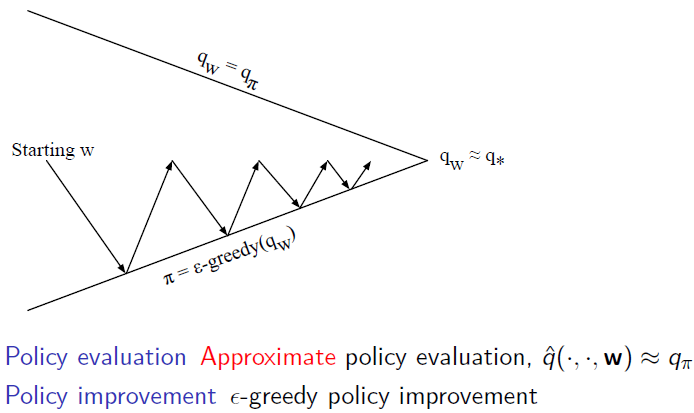 q_w = q_π
Starting w
q_w ≈ q_*
π = ε-greedy(q_w)
Policy evaluation Approximate policy evaluation, q̂(·, ·, w) ≈ q_π
Policy improvement ϵ-greedy policy improvement